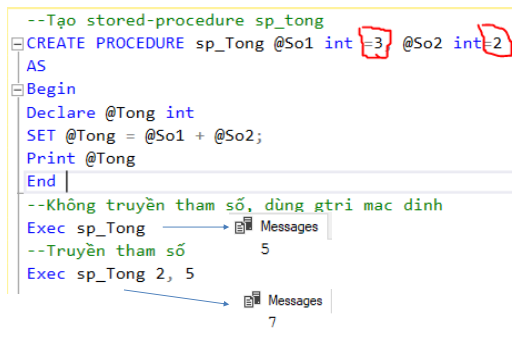 --Tạo stored-procedure sp_tong
CREATE PROCEDURE sp_Tong @So1 int =3, @So2 int=2
AS
Begin
Declare @Tong int
SET @Tong = @So1 + @So2;
Print @Tong
End
--Không truyền tham số, dùng gtri mac dinh
Exec sp_Tong
Messages
5
--Truyền tham số
Exec sp_Tong 2, 5
Messages
7